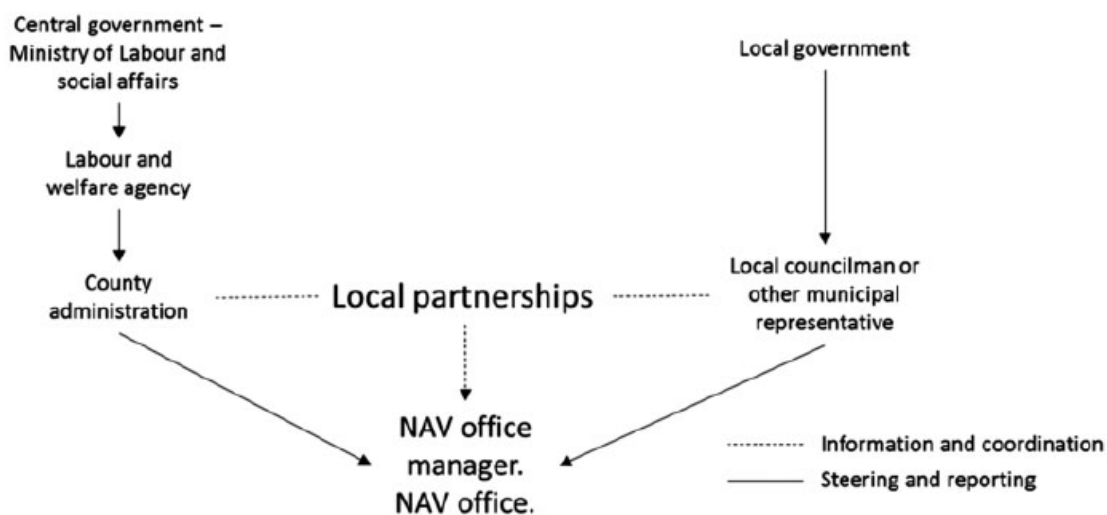 Central government –
Ministry of Labour and
social affairs
Local government
Labour and
welfare agency
County
administration
Local partnerships
Local councilman or
other municipal
representative
NAV office
manager.
NAV office.
Information and coordination
Steering and reporting